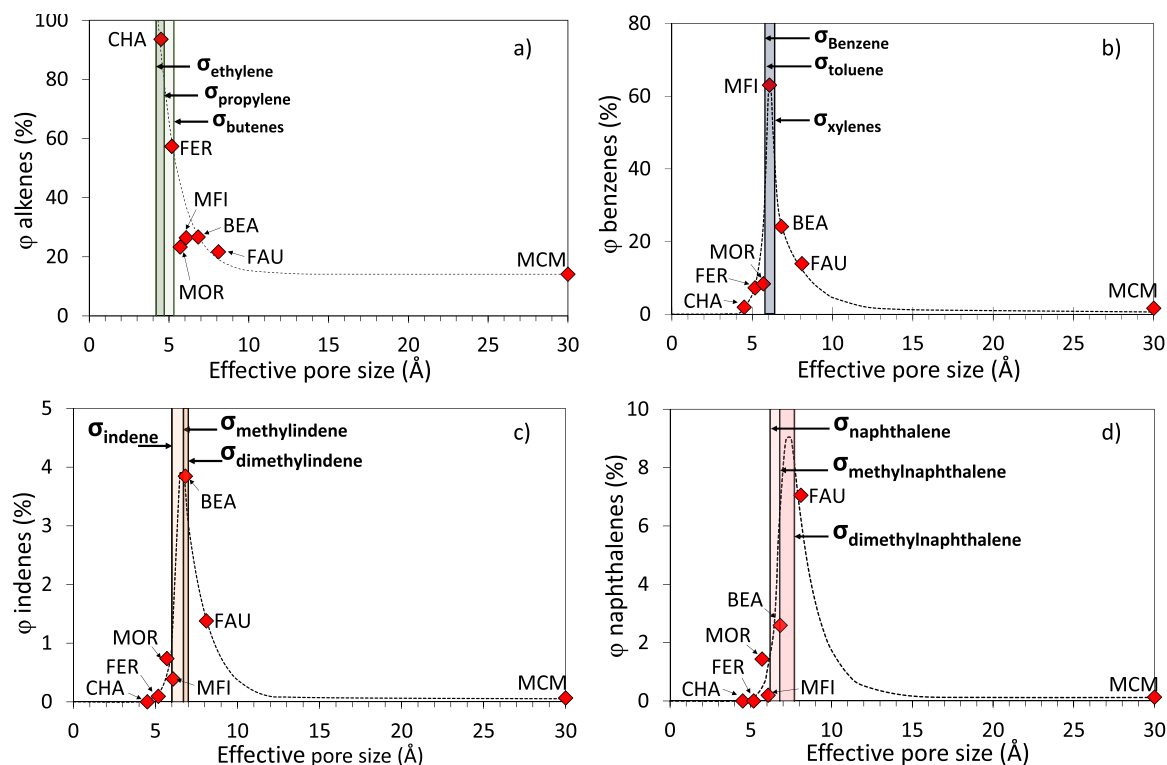 a)
φ alkenes (%)
100
80
60
40
20
0
CHA
σethylene
σpropylene
σbutenes
FER
MFI
BEA
FAU
MOR
MCM
0 5 10 15 20 25 30
Effective pore size (Å)
b)
φ benzenes (%)
80
60
40
20
0
σBenzene
σtoluene
σxylenes
MFI
BEA
MOR
FAU
FER
CHA
MCM
0 5 10 15 20 25 30
Effective pore size (Å)
c)
φ indenes (%)
5
4
3
2
1
0
σindene
σmethylindene
σdimethylindene
BEA
FAU
MOR
FER
CHA
MFI
MCM
0 5 10 15 20 25 30
Effective pore size (Å)
d)
φ naphthalenes (%)
10
8
6
4
2
0
σnaphthalene
σmethylnaphthalene
FAU
σdimethylnaphthalene
BEA
MOR
FER
CHA
MFI
MCM
0 5 10 15 20 25 30
Effective pore size (Å)